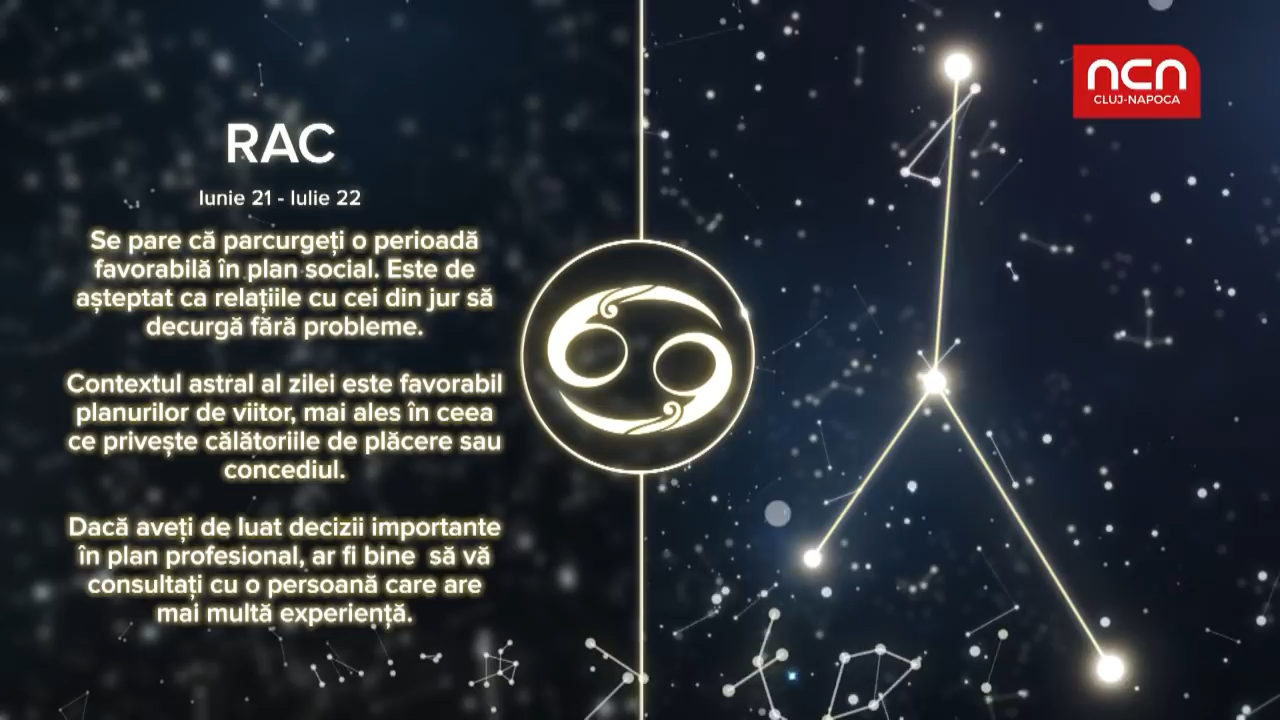 ncn
CLUJ-NAPOCA
RAC
Iunie 21 - Iulie 22
Se pare că parcurgeți o perioadă
favorabilă în plan social. Este de
așteptat ca relațiile cu cei din jur să
decurgă fără probleme.
Contextul astral al zilei este favorabil
planurilor de viitor, mai ales în ceea
ce privește călătoriile de plăcere sau
concediul.
Dacă aveți de luat decizii importante
în plan profesional, ar fi bine  să vă
consultați cu o persoană care are
mai multă experiență.